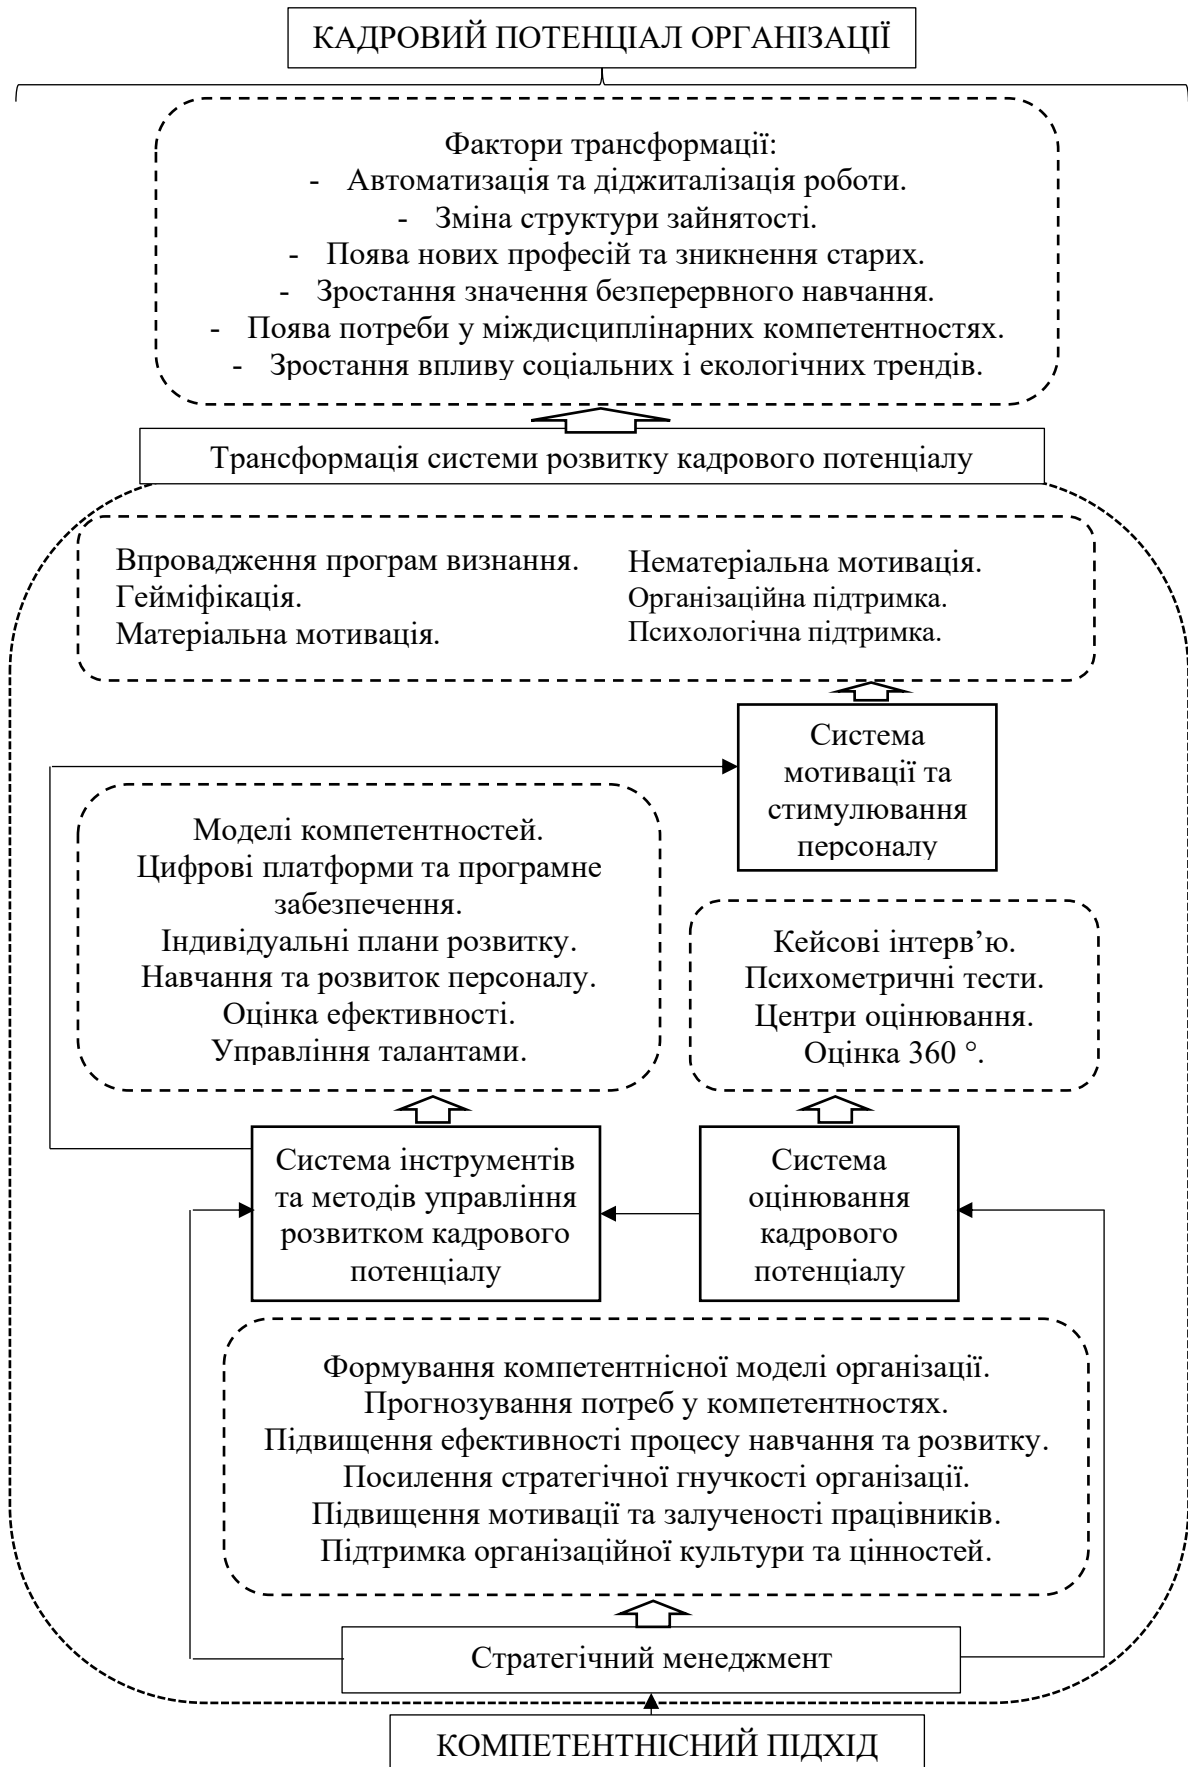 КАДРОВИЙ ПОТЕНЦІАЛ ОРГАНІЗАЦІЇ
Фактори трансформації:
- Автоматизація та діджиталізація роботи.
- Зміна структури зайнятості.
- Поява нових професій та зникнення старих.
- Зростання значення безперервного навчання.
- Поява потреби у міждисциплінарних компетентностях.
- Зростання впливу соціальних і екологічних трендів.
Трансформація системи розвитку кадрового потенціалу
Впровадження програм визнання.
Гейміфікація.
Матеріальна мотивація.
Нематеріальна мотивація.
Організаційна підтримка.
Психологічна підтримка.
Система
мотивації та
стимулювання
персоналу
Моделі компетентностей.
Цифрові платформи та програмне
забезпечення.
Індивідуальні плани розвитку.
Навчання та розвиток персоналу.
Оцінка ефективності.
Управління талантами.
Кейсові інтерв’ю.
Психометричні тести.
Центри оцінювання.
Оцінка 360 °.
Система інструментів
та методів управління
розвитком кадрового
потенціалу
Система
оцінювання
кадрового
потенціалу
Формування компетентнісної моделі організації.
Прогнозування потреб у компетентностях.
Підвищення ефективності процесу навчання та розвитку.
Посилення стратегічної гнучкості організації.
Підвищення мотивації та залученості працівників.
Підтримка організаційної культури та цінностей.
Стратегічний менеджмент
КОМПЕТЕНТНІСНИЙ ПІДХІД